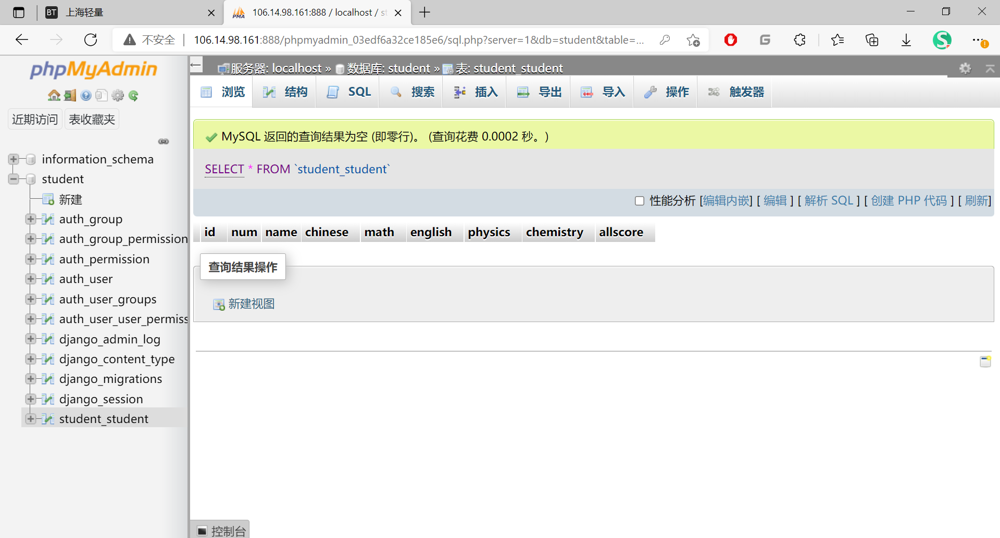 BT 上海轻量
PMA 106.14.98.161:888 / localhost / st
不安全 106.14.98.161:888/phpmyadmin_03edf6a32ce185e6/sql.php?server=1&db=student&table=...
phpMyAdmin
近期访问 表收藏夹
information_schema
student
新建
auth_group
auth_group_permission
auth_permission
auth_user
auth_user_groups
auth_user_user_permiss
django_admin_log
django_content_type
django_migrations
django_session
student_student
服务器: localhost » 数据库: student » 表: student_student
浏览 结构 SQL 搜索 插入 导出 导入 操作 触发器
MySQL 返回的查询结果为空 (即零行)。 (查询花费 0.0002 秒。)
SELECT * FROM `student_student`
性能分析 [编辑内嵌] [ 编辑 ] [ 解析 SQL ] [ 创建 PHP 代码 ] [ 刷新]
id num name chinese math english physics chemistry allscore
查询结果操作
新建视图
控制台